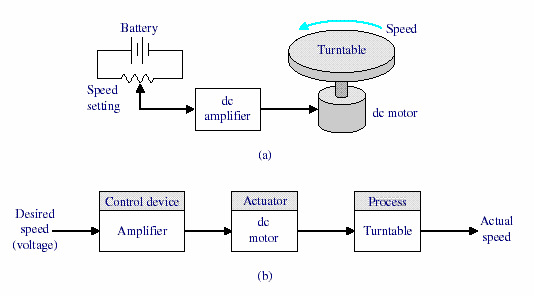 Battery
Speed
Turntable
Speed
setting
dc
amplifier
dc motor
(a)
Control device
Actuator
Process
Desired
speed
(voltage)
Amplifier
dc
motor
Turntable
Actual
speed
(b)